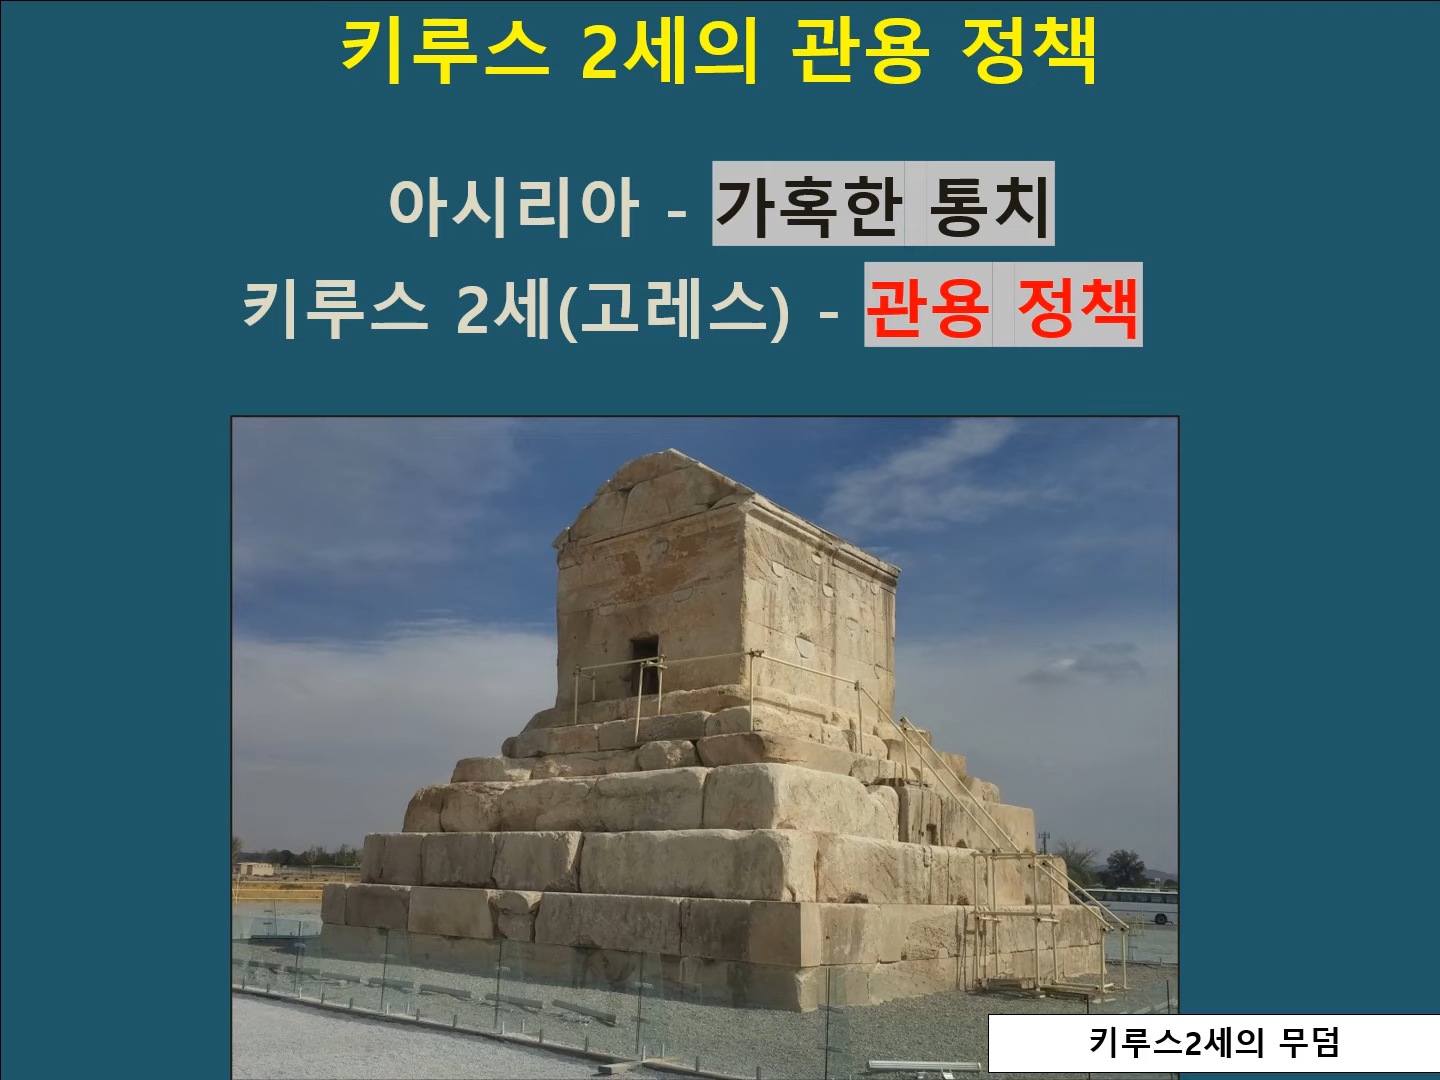 키루스 2세의 관용 정책
아시리아 - 가혹한 통치
키루스 2세(고레스) - 관용 정책
키루스2세의 무덤